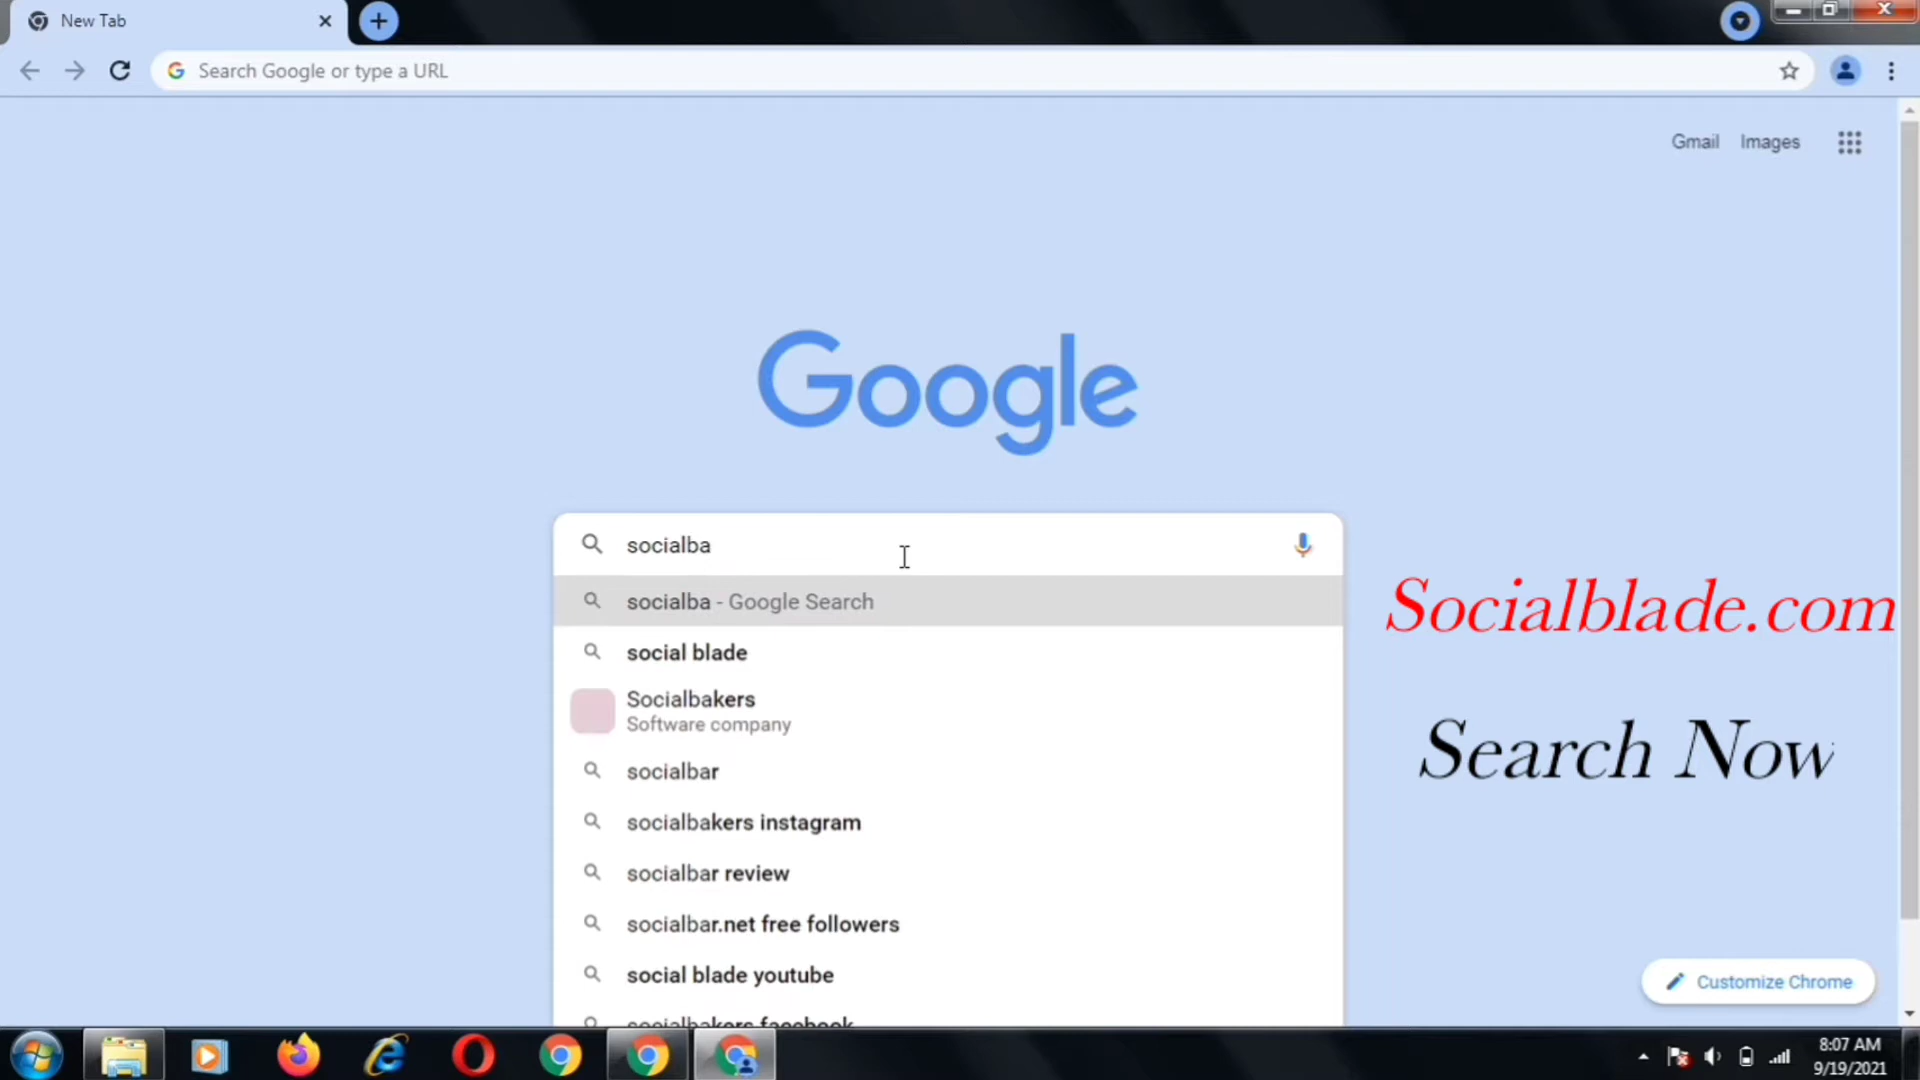 New Tab
Search Google or type a URL
Gmail Images
Google
socialba
socialba - Google Search
social blade
Socialbakers
Software company
socialbar
socialbakers instagram
socialbar review
socialbar.net free followers
social blade youtube
socialbakers facebook
Socialblade.com
Search Now
Customize Chrome
8:07 AM
9/19/2021